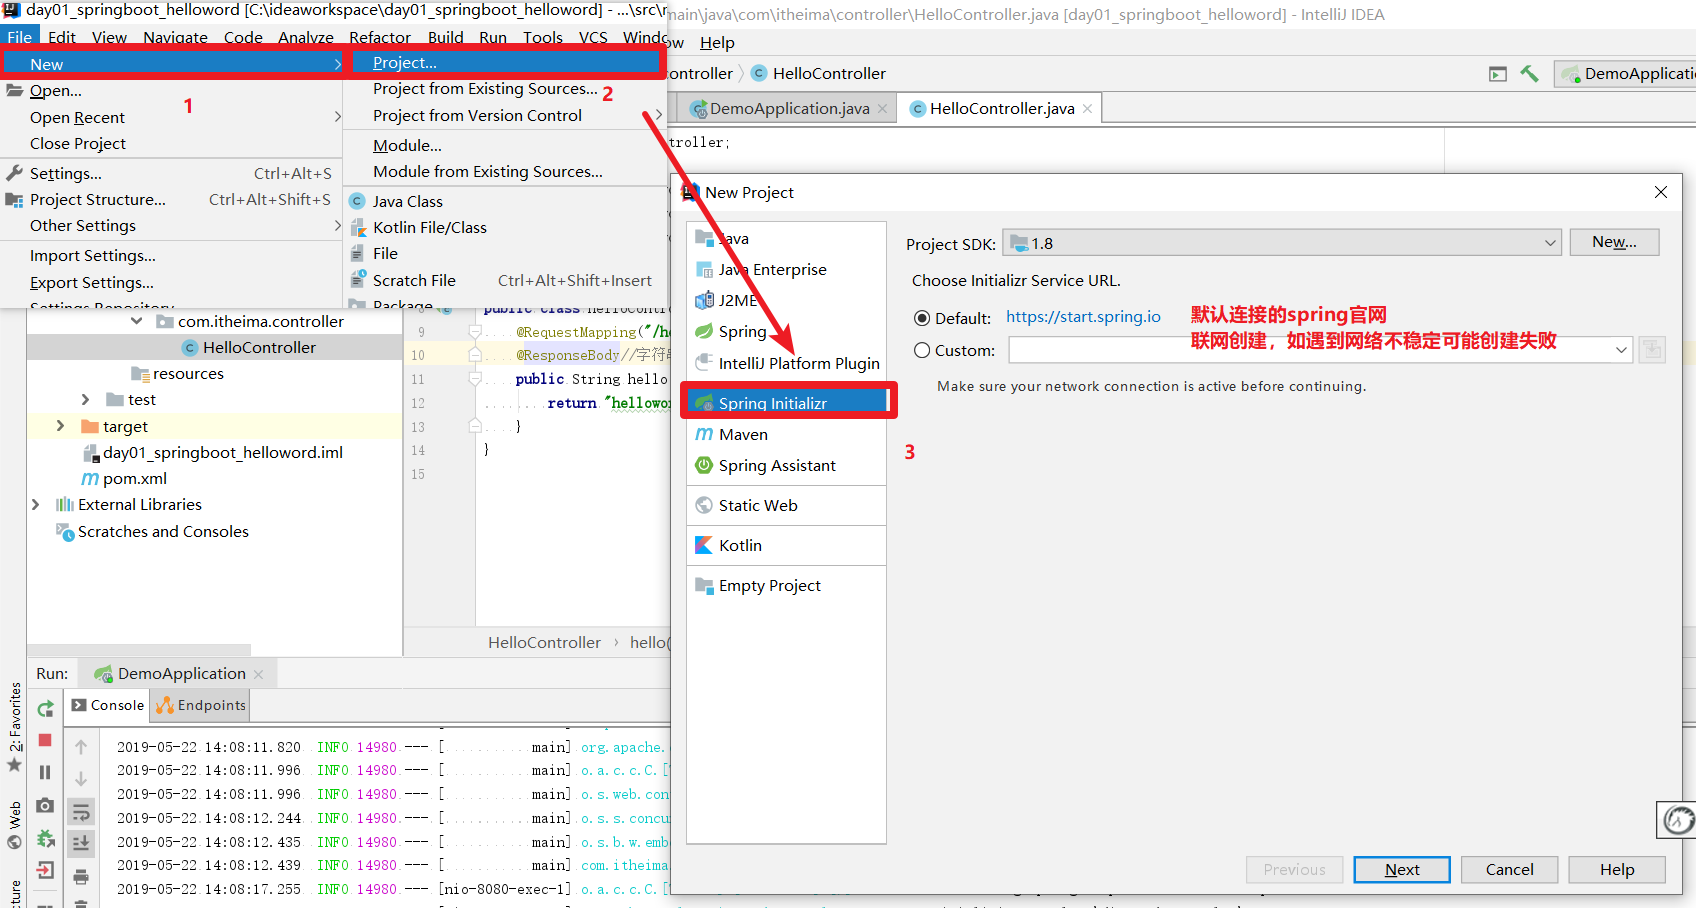 day01_springboot_helloword [C:\ideaworkspace\day01_springboot_helloword] - ...\src\
main\java\com\itheima\controller\HelloController.java [day01_springboot_helloword] - IntelliJ IDEA
File Edit View Navigate Code Analyze Refactor Build Run Tools VCS Window Help
New
Project...
1
2
Open...
Open Recent
Close Project
Settings... Ctrl+Alt+S
Project Structure... Ctrl+Alt+Shift+S
Other Settings
Import Settings...
Export Settings...
Settings Repository
Project from Existing Sources...
Project from Version Control
Module...
Module from Existing Sources...
Java Class
Kotlin File/Class
File
Scratch File Ctrl+Alt+Shift+Insert
Package
ontroller
HelloController
DemoApplicatio
DemoApplication.java
HelloController.java
troller;
New Project
Java
Java Enterprise
J2ME
Spring
IntelliJ Platform Plugin
Spring Initializr
Maven
Spring Assistant
Static Web
Kotlin
Empty Project
3
Project SDK: 1.8
New...
Choose Initializr Service URL.
Default: https://start.spring.io
Custom:
Make sure your network connection is active before continuing.
默认连接的spring官网
联网创建，如遇到网络不稳定可能创建失败
Previous
Next
Cancel
Help
com.itheima.controller
HelloController
resources
test
target
day01_springboot_helloword.iml
pom.xml
External Libraries
Scratches and Consoles
public class HelloContro
9 @RequestMapping("/he
10 @ResponseBody//字符串
11 public String hello
12 return "hellowor
13 }
14 }
15
HelloController › hello(
Run: DemoApplication
Console
Endpoints
2: Favorites
Web
cture
2019-05-22 14:08:11.820 INFO 14980 --- [ main] org.apache.c
2019-05-22 14:08:11.996 INFO 14980 --- [ main] o.a.c.c.C.[
2019-05-22 14:08:11.996 INFO 14980 --- [ main] o.s.web.con
2019-05-22 14:08:12.244 INFO 14980 --- [ main] o.s.s.concu
2019-05-22 14:08:12.435 INFO 14980 --- [ main] o.s.b.w.emb
2019-05-22 14:08:12.439 INFO 14980 --- [ main] com.itheima
2019-05-22 14:08:17.255 INFO 14980 --- [nio-8080-exec-1] o.a.c.c.C.[